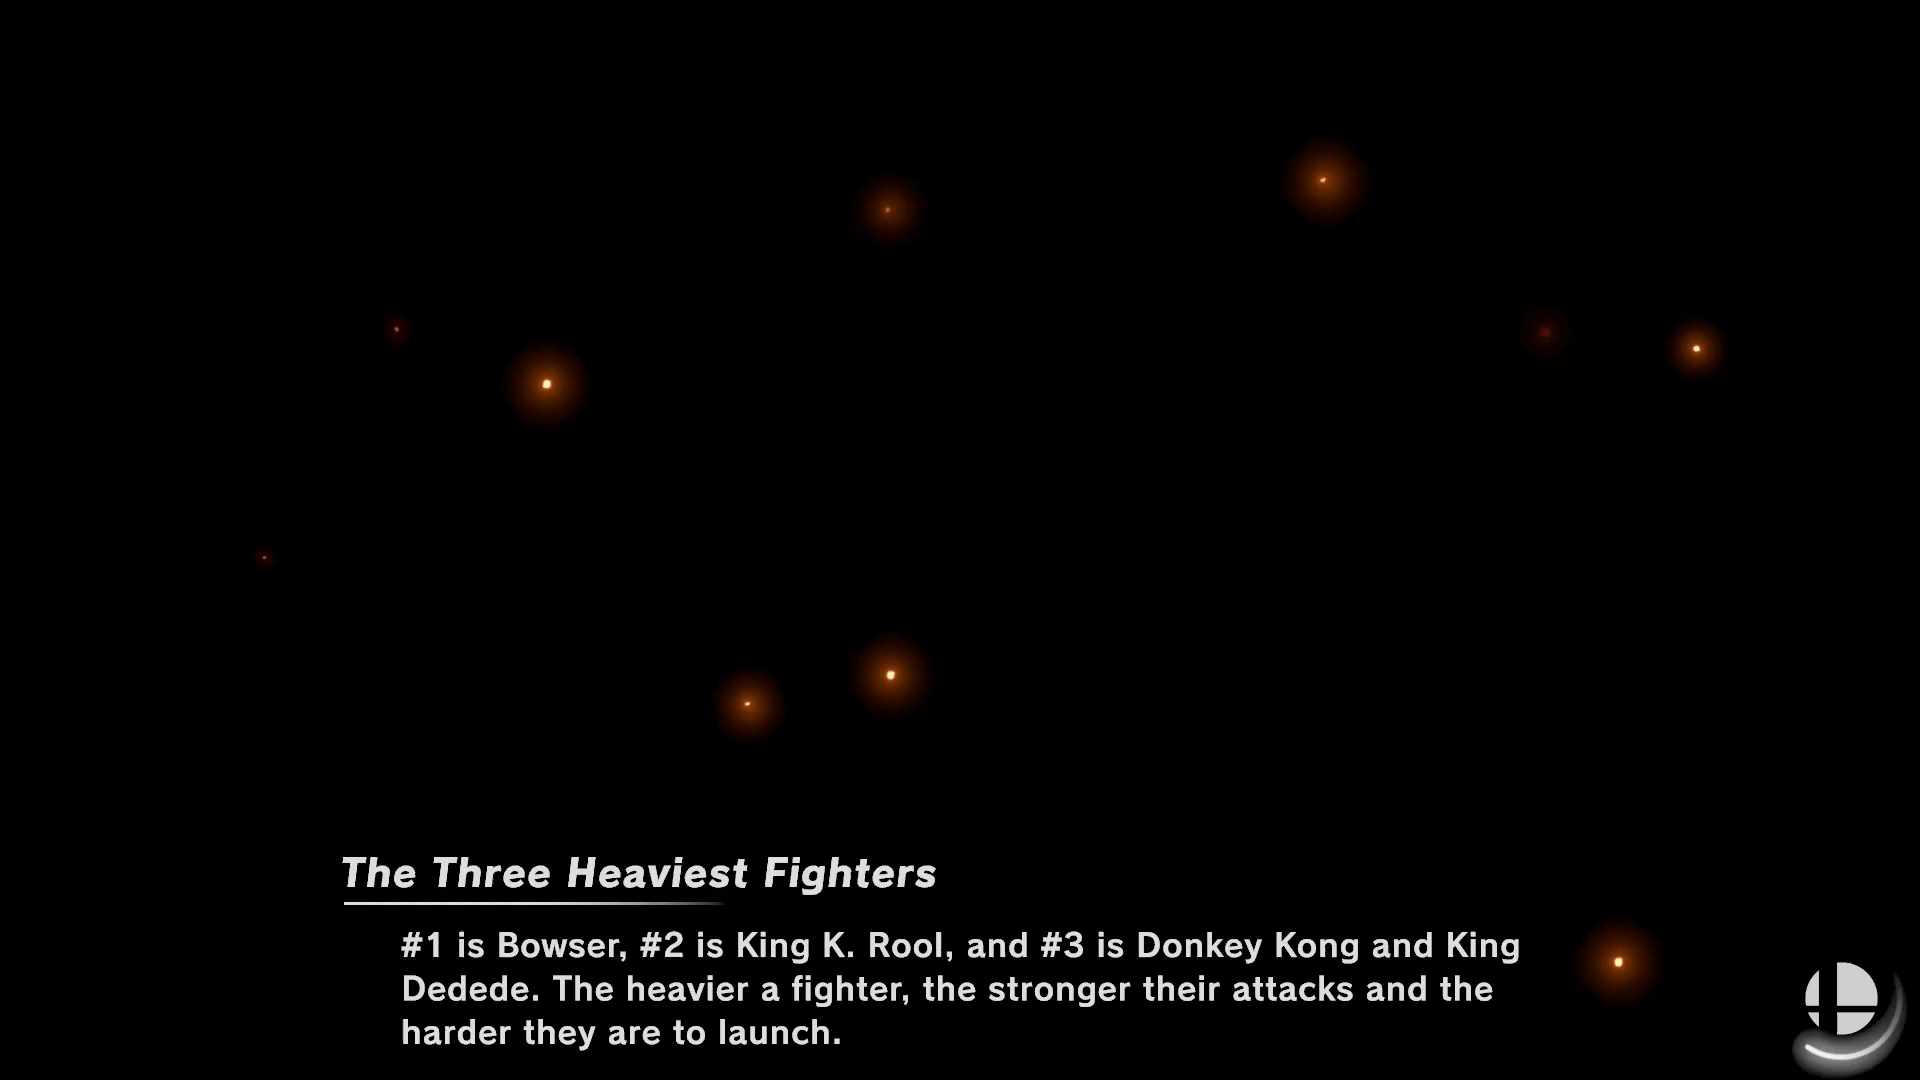 The Three Heaviest Fighters
#1 is Bowser, #2 is King K. Rool, and #3 is Donkey Kong and King
Dedede. The heavier a fighter, the stronger their attacks and the
harder they are to launch.